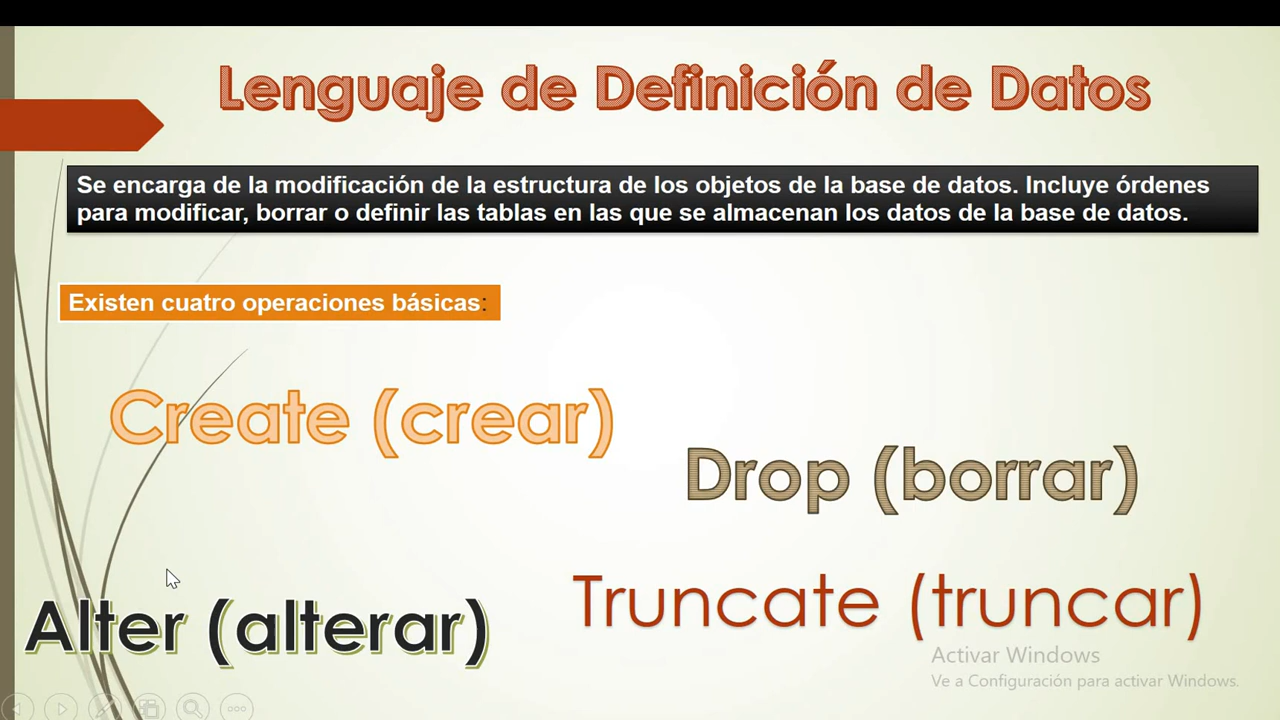 Lenguaje de Definición de Datos
Se encarga de la modificación de la estructura de los objetos de la base de datos. Incluye órdenes
para modificar, borrar o definir las tablas en las que se almacenan los datos de la base de datos.
Existen cuatro operaciones básicas:
Create (crear)
Drop (borrar)
Alter (alterar)
Truncate (truncar)
Activar Windows
Ve a Configuración para activar Windows.